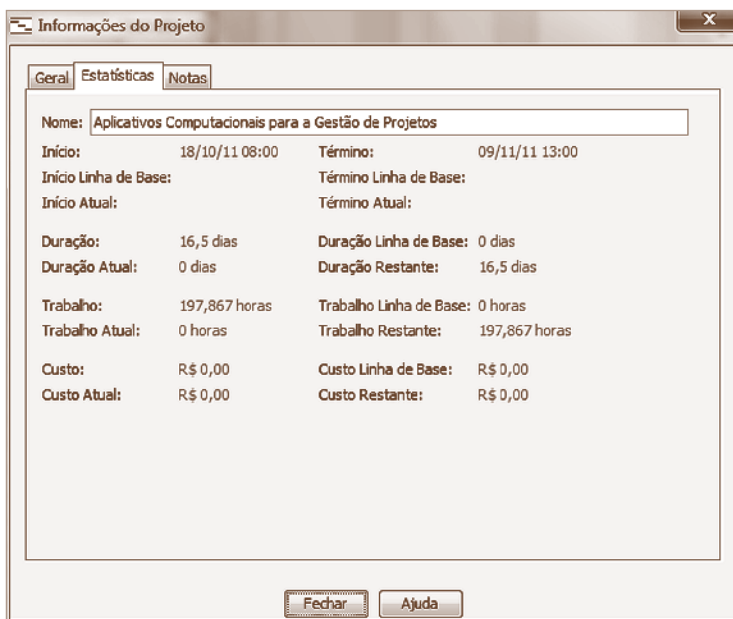 Informações do Projeto
Geral Estatísticas Notas
Nome: Aplicativos Computacionais para a Gestão de Projetos
Início: 18/10/11 08:00 Término: 09/11/11 13:00
Início Linha de Base: Término Linha de Base:
Início Atual: Término Atual:
Duração: 16,5 dias Duração Linha de Base: 0 dias
Duração Atual: 0 dias Duração Restante: 16,5 dias
Trabalho: 197,867 horas Trabalho Linha de Base: 0 horas
Trabalho Atual: 0 horas Trabalho Restante: 197,867 horas
Custo: R$ 0,00 Custo Linha de Base: R$ 0,00
Custo Atual: R$ 0,00 Custo Restante: R$ 0,00
Fechar Ajuda